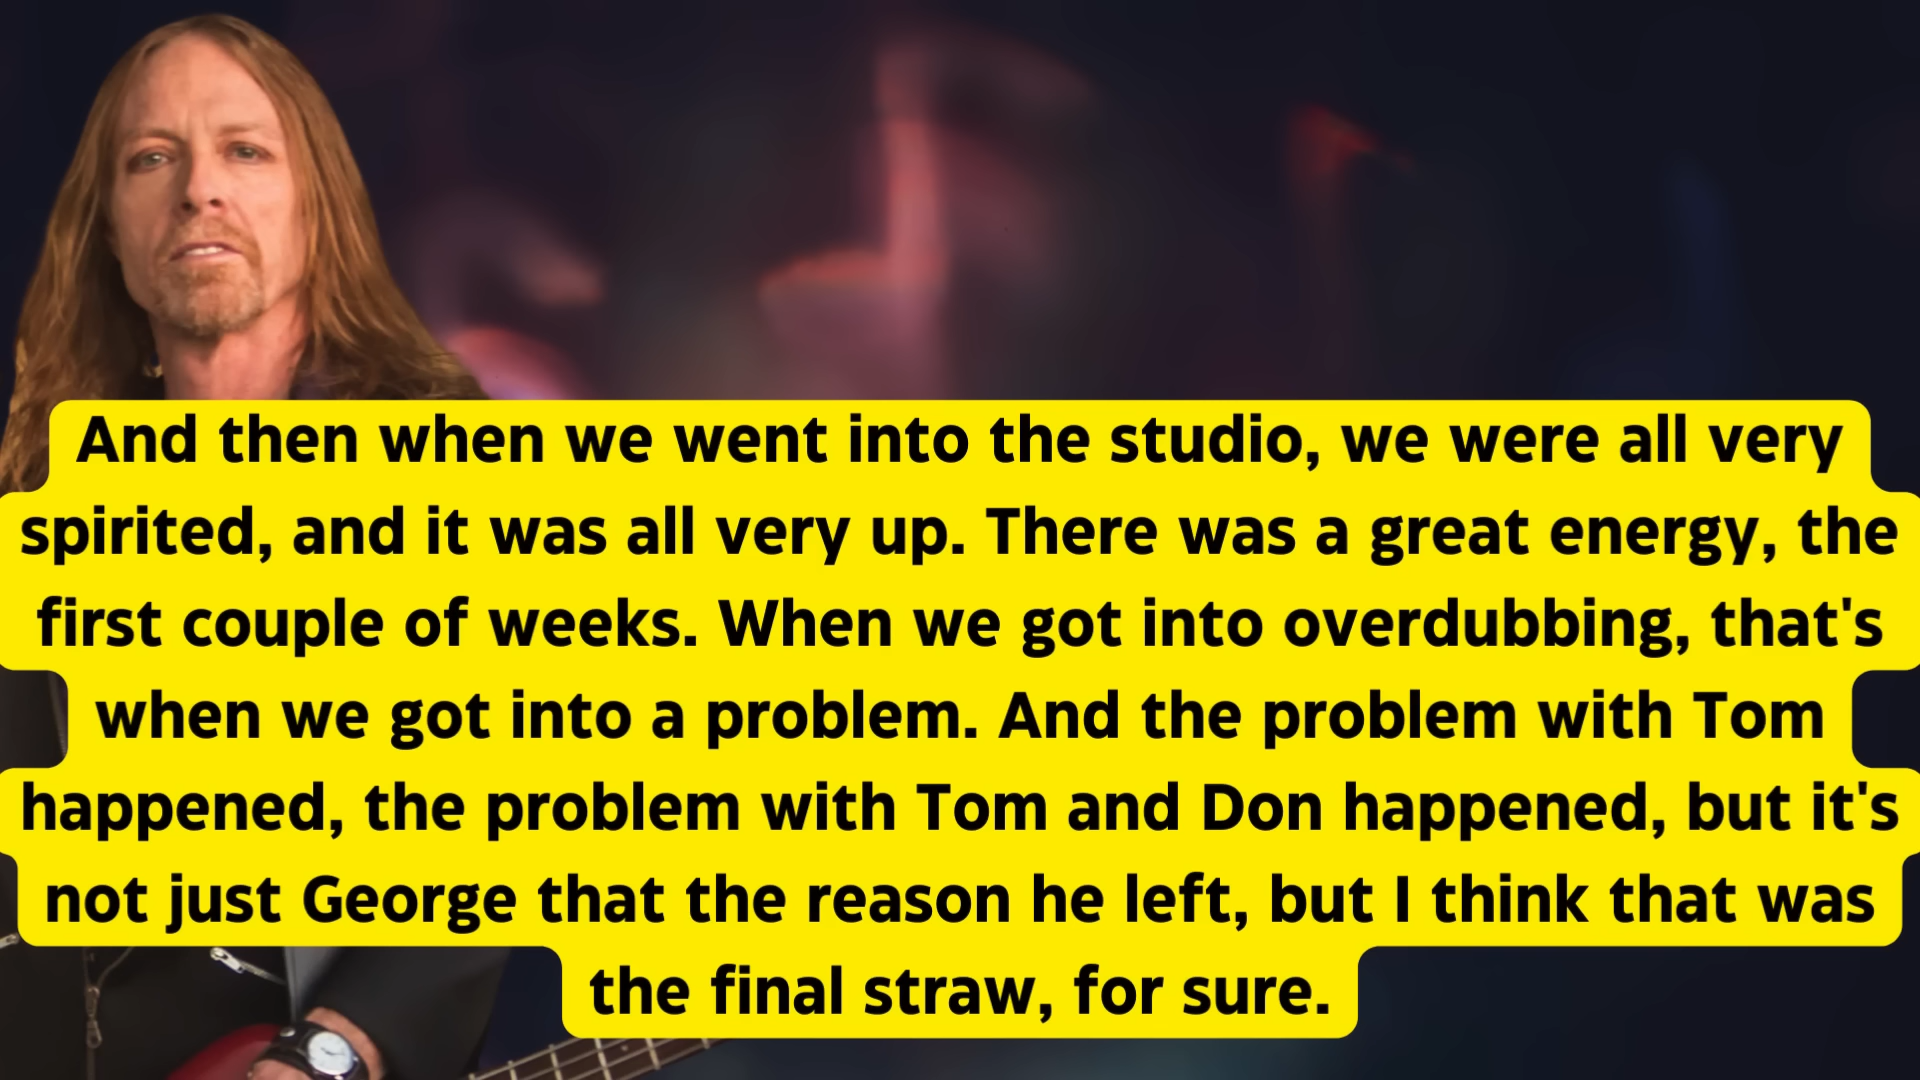 And then when we went into the studio, we were all very
spirited, and it was all very up. There was a great energy, the
first couple of weeks. When we got into overdubbing, that's
when we got into a problem. And the problem with Tom
happened, the problem with Tom and Don happened, but it's
not just George that the reason he left, but I think that was
the final straw, for sure.